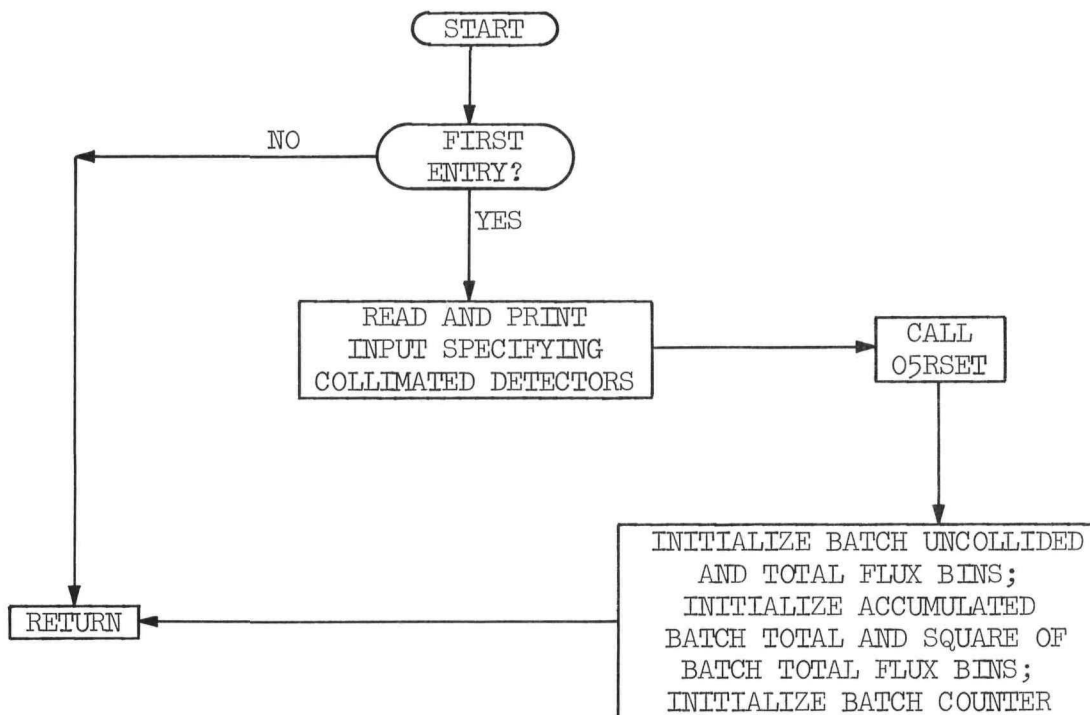 START
NO
FIRST
ENTRY?
YES
READ AND PRINT
INPUT SPECIFYING
COLLIMATED DETECTORS
CALL
O5RSET
INITIALIZE BATCH UNCOLLIDED
AND TOTAL FLUX BINS;
INITIALIZE ACCUMULATED
BATCH TOTAL AND SQUARE OF
BATCH TOTAL FLUX BINS;
INITIALIZE BATCH COUNTER
RETURN